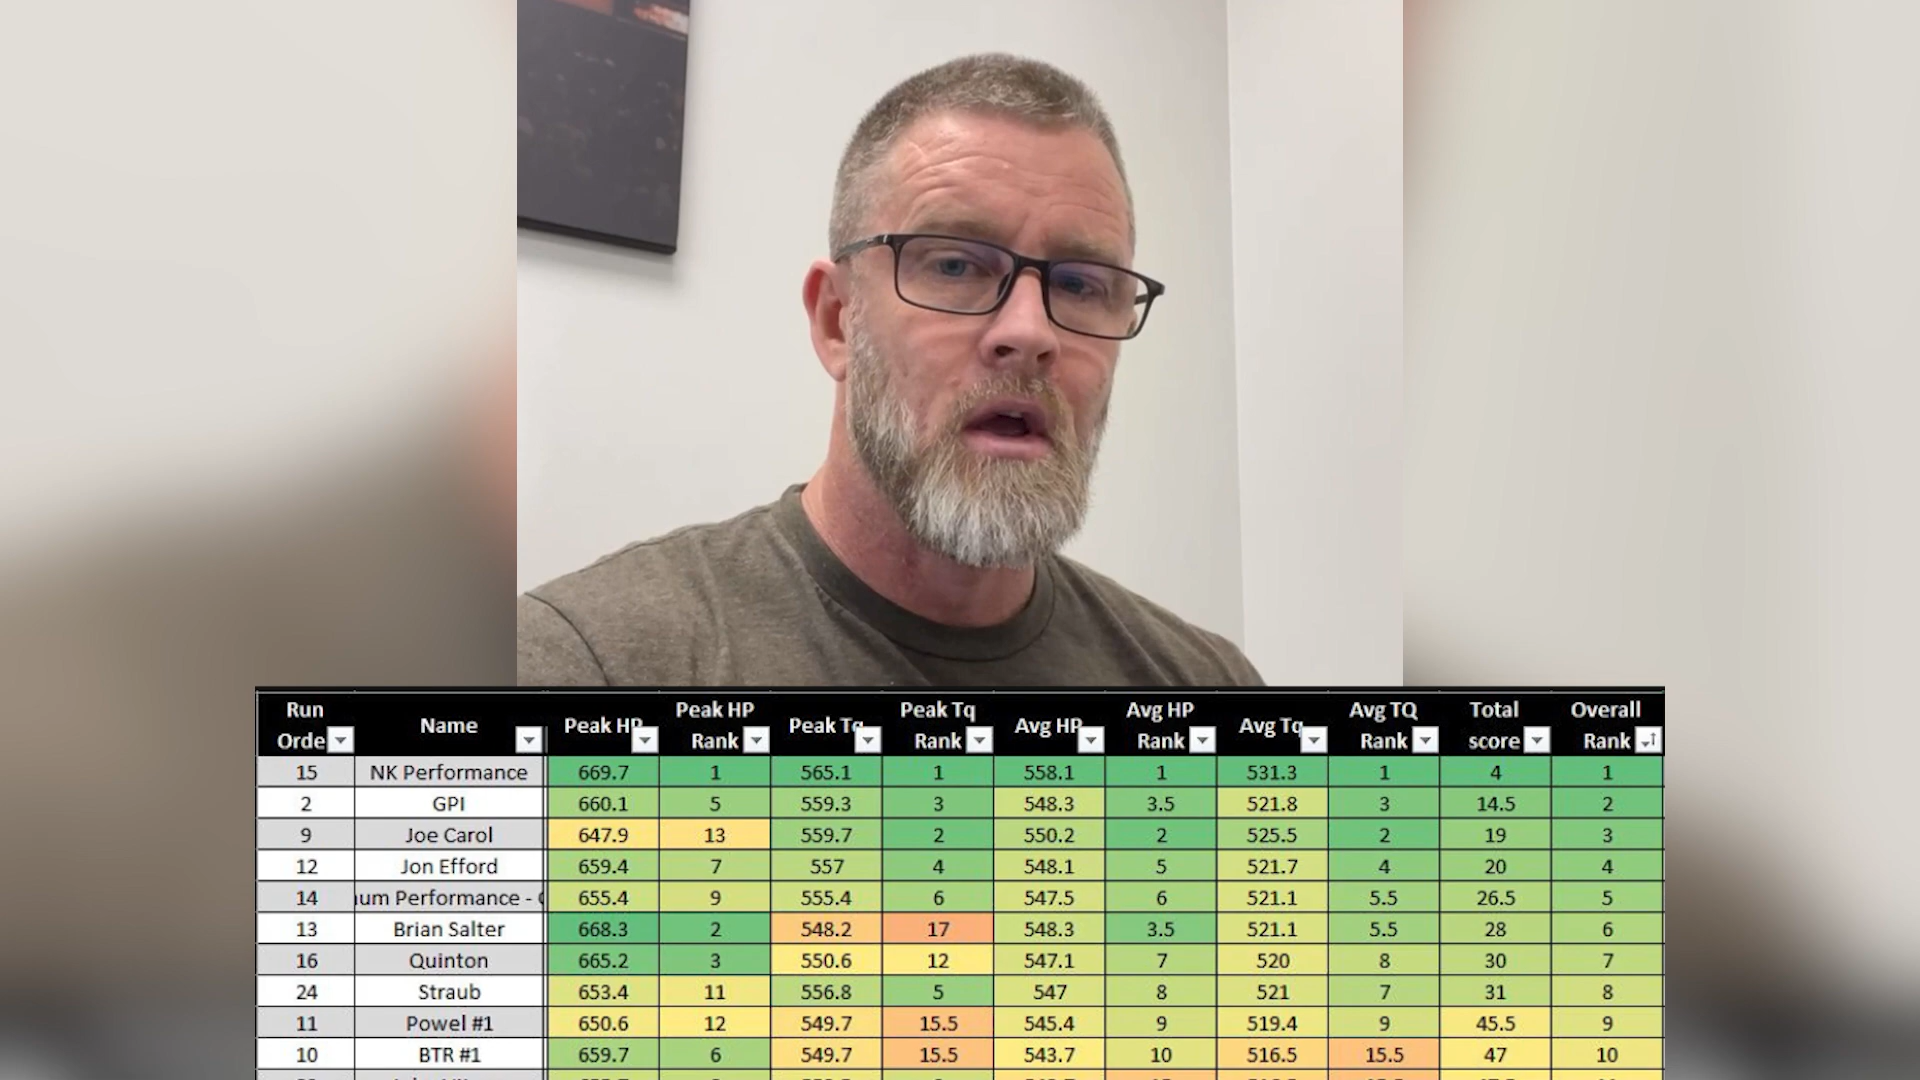 Run Orde Name Peak HP Peak HP Rank Peak Tq Peak Tq Rank Avg HP Avg HP Rank Avg Tq Avg TQ Rank Total score Overall Rank
15 NK Performance 669.7 1 565.1 1 558.1 1 531.3 1 4 1
2 GPI 660.1 5 559.3 3 548.3 3.5 521.8 3 14.5 2
9 Joe Carol 647.9 13 559.7 2 550.2 2 525.5 2 19 3
12 Jon Efford 659.4 7 557 4 548.1 5 521.7 4 20 4
14 um Performance - 655.4 9 555.4 6 547.5 6 521.1 5.5 26.5 5
13 Brian Salter 668.3 2 548.2 17 548.3 3.5 521.1 5.5 28 6
16 Quinton 665.2 3 550.6 12 547.1 7 520 8 30 7
24 Straub 653.4 11 556.8 5 547 8 521 7 31 8
11 Powel #1 650.6 12 549.7 15.5 545.4 9 519.4 9 45.5 9
10 BTR #1 659.7 6 549.7 15.5 543.7 10 516.5 15.5 47 10